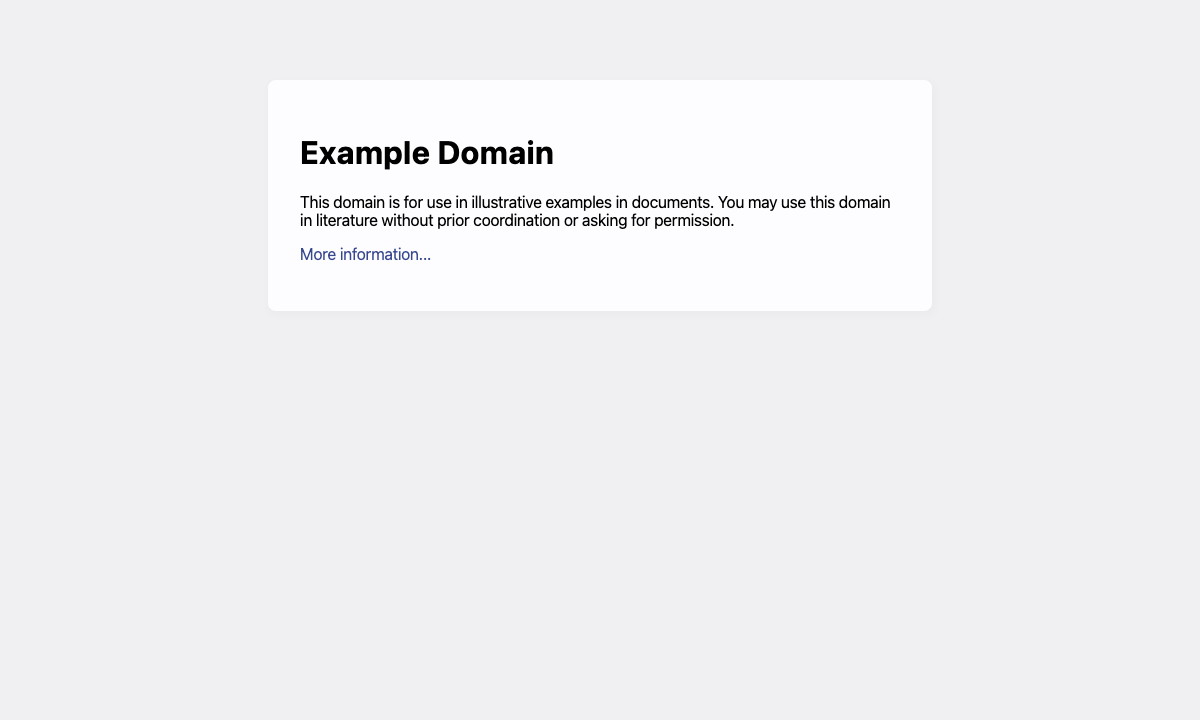 Example Domain
This domain is for use in illustrative examples in documents. You may use this domain
in literature without prior coordination or asking for permission.
More information...